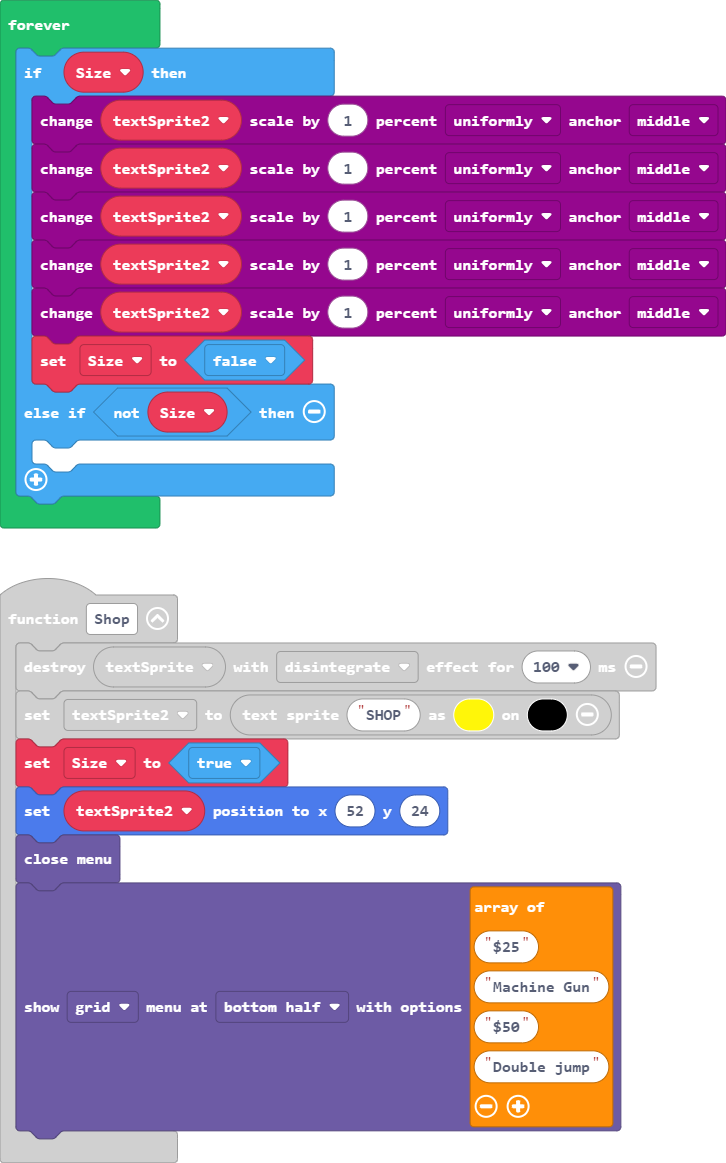 forever
if Size then
change textSprite2 scale by 1 percent uniformly anchor middle
change textSprite2 scale by 1 percent uniformly anchor middle
change textSprite2 scale by 1 percent uniformly anchor middle
change textSprite2 scale by 1 percent uniformly anchor middle
change textSprite2 scale by 1 percent uniformly anchor middle
set Size to false
else if not Size then
function Shop
destroy textSprite with disintegrate effect for 100 ms
set textSprite2 to text sprite "SHOP" as on
set Size to true
set textSprite2 position to x 52 y 24
close menu
show grid menu at bottom half with options
array of
"$25"
"Machine Gun"
"$50"
"Double jump"